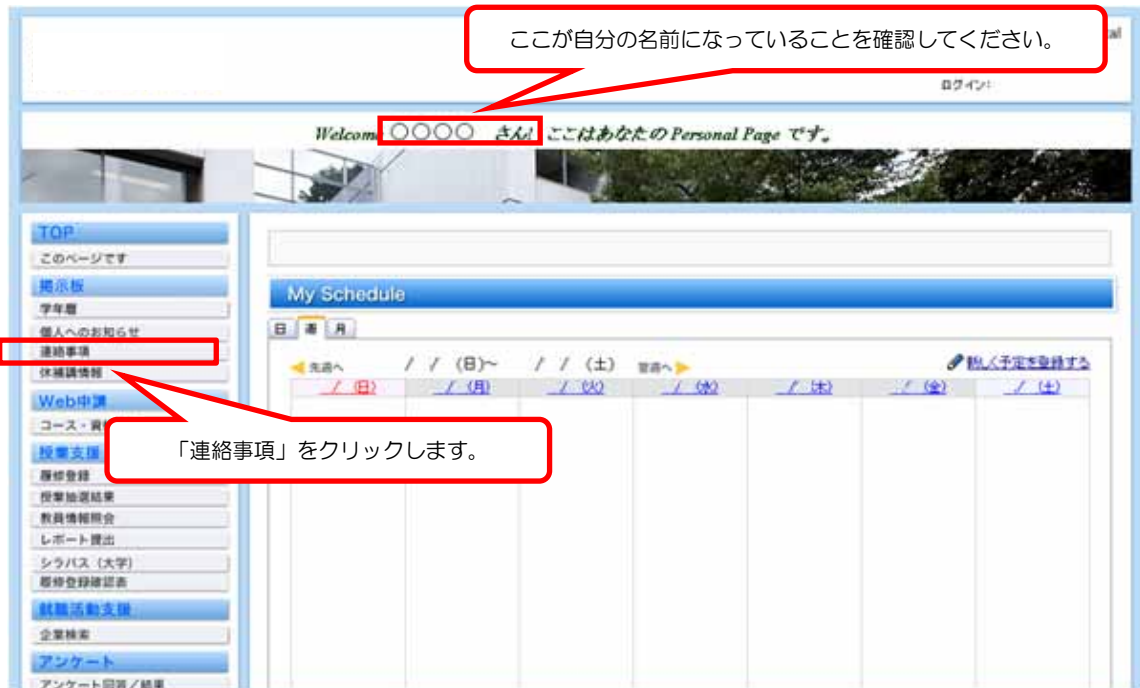 ここが自分の名前になっていることを確認してください。
al
ログイン:
Welcome ○○○○ さん! ここはあなたの Personal Page です。
TOP
このページです
掲示板
学年暦
個人へのお知らせ
連絡事項
休補講情報
Web申請
コース・資
「連絡事項」をクリックします。
授業支援
履修登録
授業抽選結果
教員情報照会
レポート提出
シラバス (大学)
履修登録確認表
就職活動支援
企業検索
アンケート
アンケート回答/結果
My Schedule
日 週 月
先週へ / / (日)~ / / (土) 翌週へ 新しく予定を登録する
/ (日) / (月) / (火) / (水) / (木) / (金) / (土)